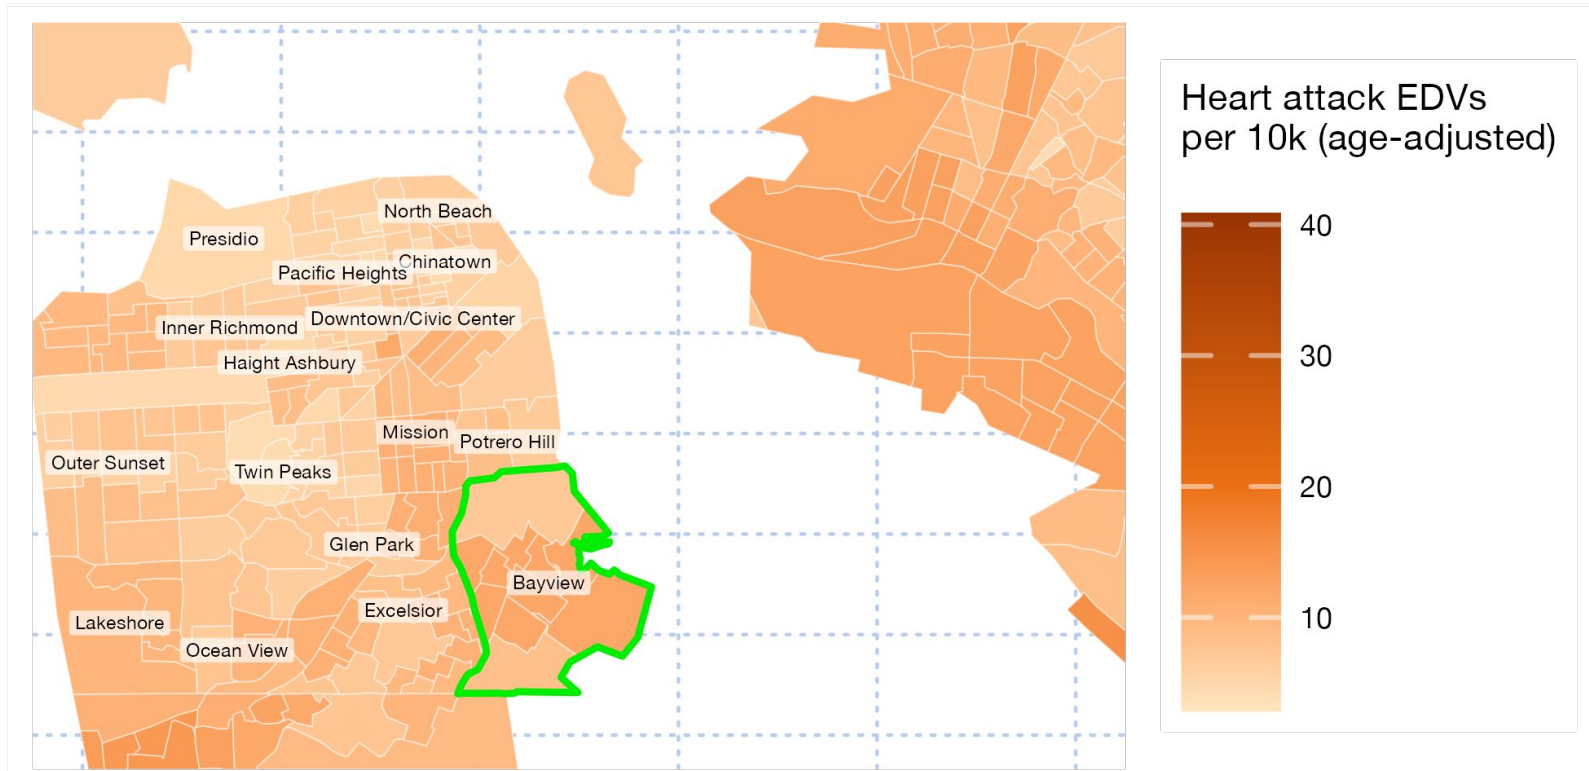 North Beach
Presidio
Chinatown
Pacific Heights
Downtown/Civic Center
Inner Richmond
Haight Ashbury
Mission
Potrero Hill
Outer Sunset
Twin Peaks
Glen Park
Bayview
Excelsior
Lakeshore
Ocean View
Heart attack EDVs
per 10k (age-adjusted)
40
30
20
10